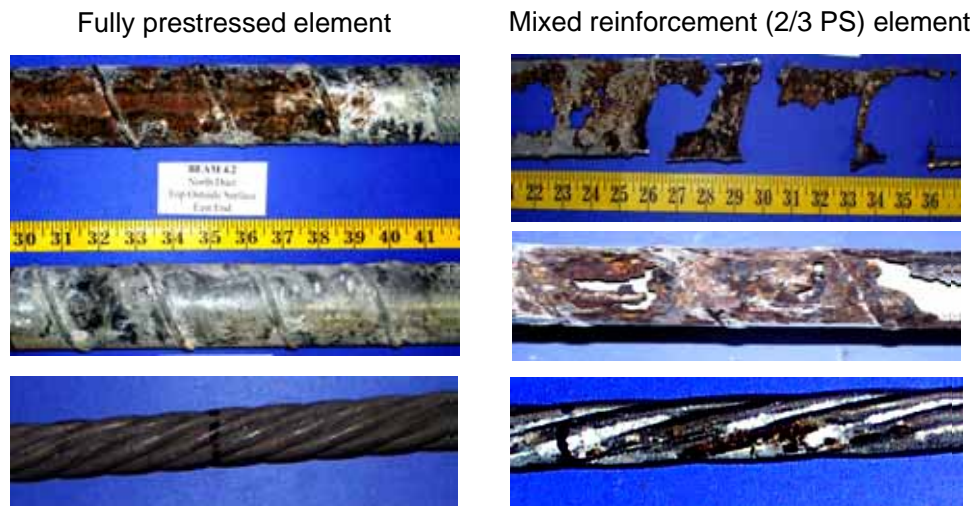 Fully prestressed element
Mixed reinforcement (2/3 PS) element
BEAM 4.2
North Duct
Top Outside Surface
East End
30 31 32 33 34 35 36 37 38 39 40 41
22 23 24 25 26 27 28 29 30 31 32 33 34 35 36